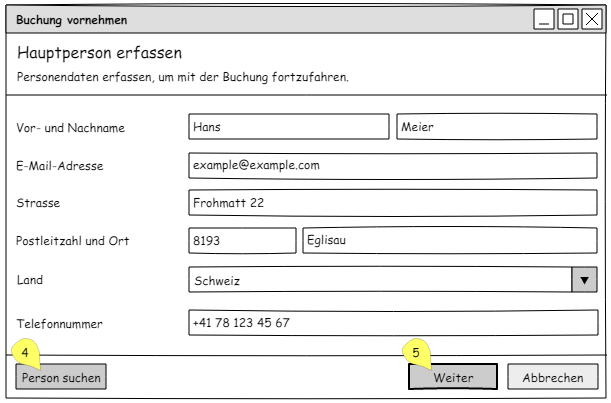 Buchung vornehmen
Hauptperson erfassen
Personendaten erfassen, um mit der Buchung fortzufahren.
Vor- und Nachname Hans Meier
E-Mail-Adresse example@example.com
Strasse Frohmatt 22
Postleitzahl und Ort 8193 Eglisau
Land Schweiz
Telefonnummer +41 78 123 45 67
4 5
Person suchen Weiter Abbrechen